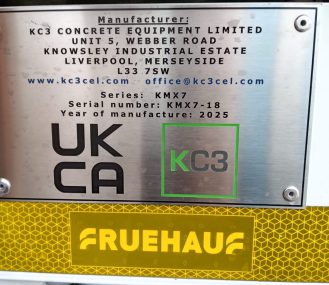 Manufacturer:
KC3 CONCRETE EQUIPMENT LIMITED
UNIT 5, WEBBER ROAD
KNOWSLEY INDUSTRIAL ESTATE
LIVERPOOL, MERSEYSIDE
L33 7SW
www.kc3cel.com office@kc3cel.com
Series: KMX7
Serial number: KMX7-18
Year of manufacture: 2025
UK
CA
KC3
FRUEHAUF